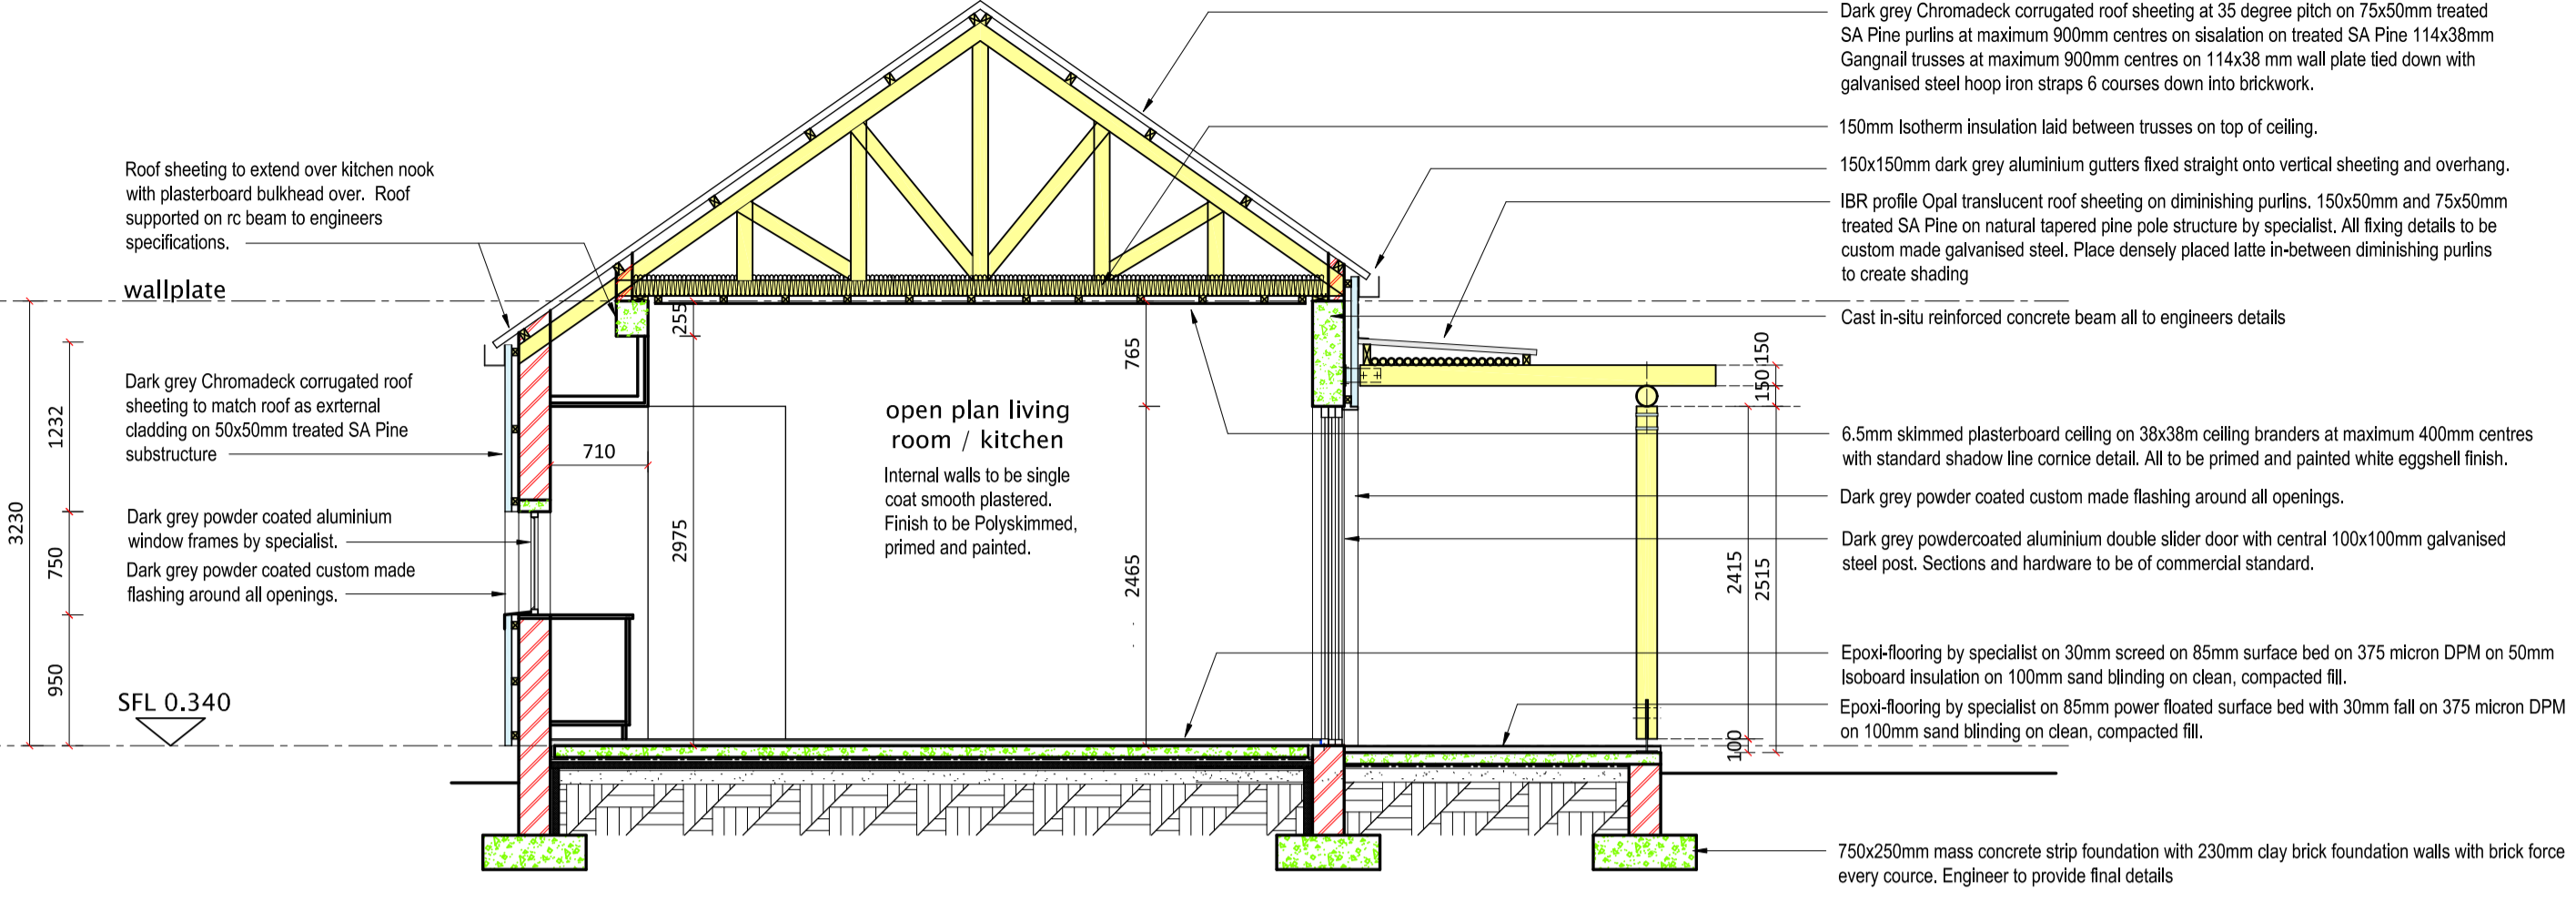 Dark grey Chromadeck corrugated roof sheeting at 35 degree pitch on 75x50mm treated
SA Pine purlins at maximum 900mm centres on sisalation on treated SA Pine 114x38mm
Gangnail trusses at maximum 900mm centres on 114x38 mm wall plate tied down with
galvanised steel hoop iron straps 6 courses down into brickwork.
150mm Isotherm insulation laid between trusses on top of ceiling.
150x150mm dark grey aluminium gutters fixed straight onto vertical sheeting and overhang.
IBR profile Opal translucent roof sheeting on diminishing purlins. 150x50mm and 75x50mm
treated SA Pine on natural tapered pine pole structure by specialist. All fixing details to be
custom made galvanised steel. Place densely placed latte in-between diminishing purlins
to create shading
Cast in-situ reinforced concrete beam all to engineers details
6.5mm skimmed plasterboard ceiling on 38x38m ceiling branders at maximum 400mm centres
with standard shadow line cornice detail. All to be primed and painted white eggshell finish.
Dark grey powder coated custom made flashing around all openings.
Dark grey powdercoated aluminium double slider door with central 100x100mm galvanised
steel post. Sections and hardware to be of commercial standard.
Epoxi-flooring by specialist on 30mm screed on 85mm surface bed on 375 micron DPM on 50mm
Isoboard insulation on 100mm sand blinding on clean, compacted fill.
Epoxi-flooring by specialist on 85mm power floated surface bed with 30mm fall on 375 micron DPM
on 100mm sand blinding on clean, compacted fill.
750x250mm mass concrete strip foundation with 230mm clay brick foundation walls with brick force
every cource. Engineer to provide final details
Roof sheeting to extend over kitchen nook
with plasterboard bulkhead over. Roof
supported on rc beam to engineers
specifications.
wallplate
Dark grey Chromadeck corrugated roof
sheeting to match roof as exrternal
cladding on 50x50mm treated SA Pine
substructure
Dark grey powder coated aluminium
window frames by specialist.
Dark grey powder coated custom made
flashing around all openings.
SFL 0.340
3230
1232
750
950
710
255
2975
open plan living
room / kitchen
Internal walls to be single
coat smooth plastered.
Finish to be Polyskimmed,
primed and painted.
765
2465
150
150
2415
2515
100